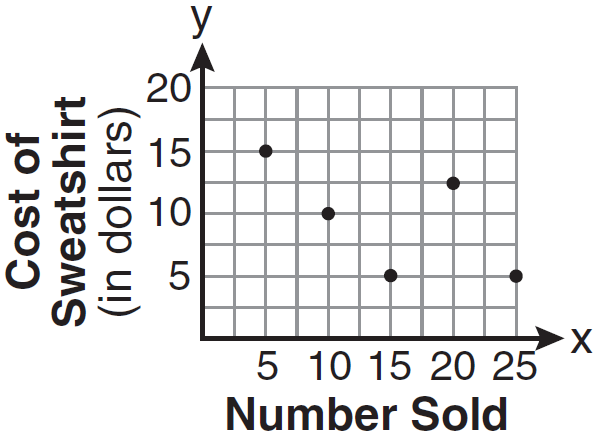 y
20
15
10
5
Cost of
Sweatshirt
(in dollars)
x
5 10 15 20 25
Number Sold